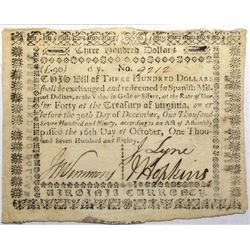 Three Hundred Dollars
No. 2212
THIS Bill of THREE HUNDRED DOLLARS
shall be exchanged and redeemed in Spanish Mil-
led Dollars, or the Value in Gold or Silver, at the Rate of One
for Forty at the Treasury of Virginia, on or
before the 30th Day of December, One Thousand
Seven Hundred and Ninety, according to an Act of Assembly
passed the 16th Day of October, One Thou-
sand Seven Hundred and Eighty.
J Lyne
J Hopkins
VIRGINIA CURRENCY